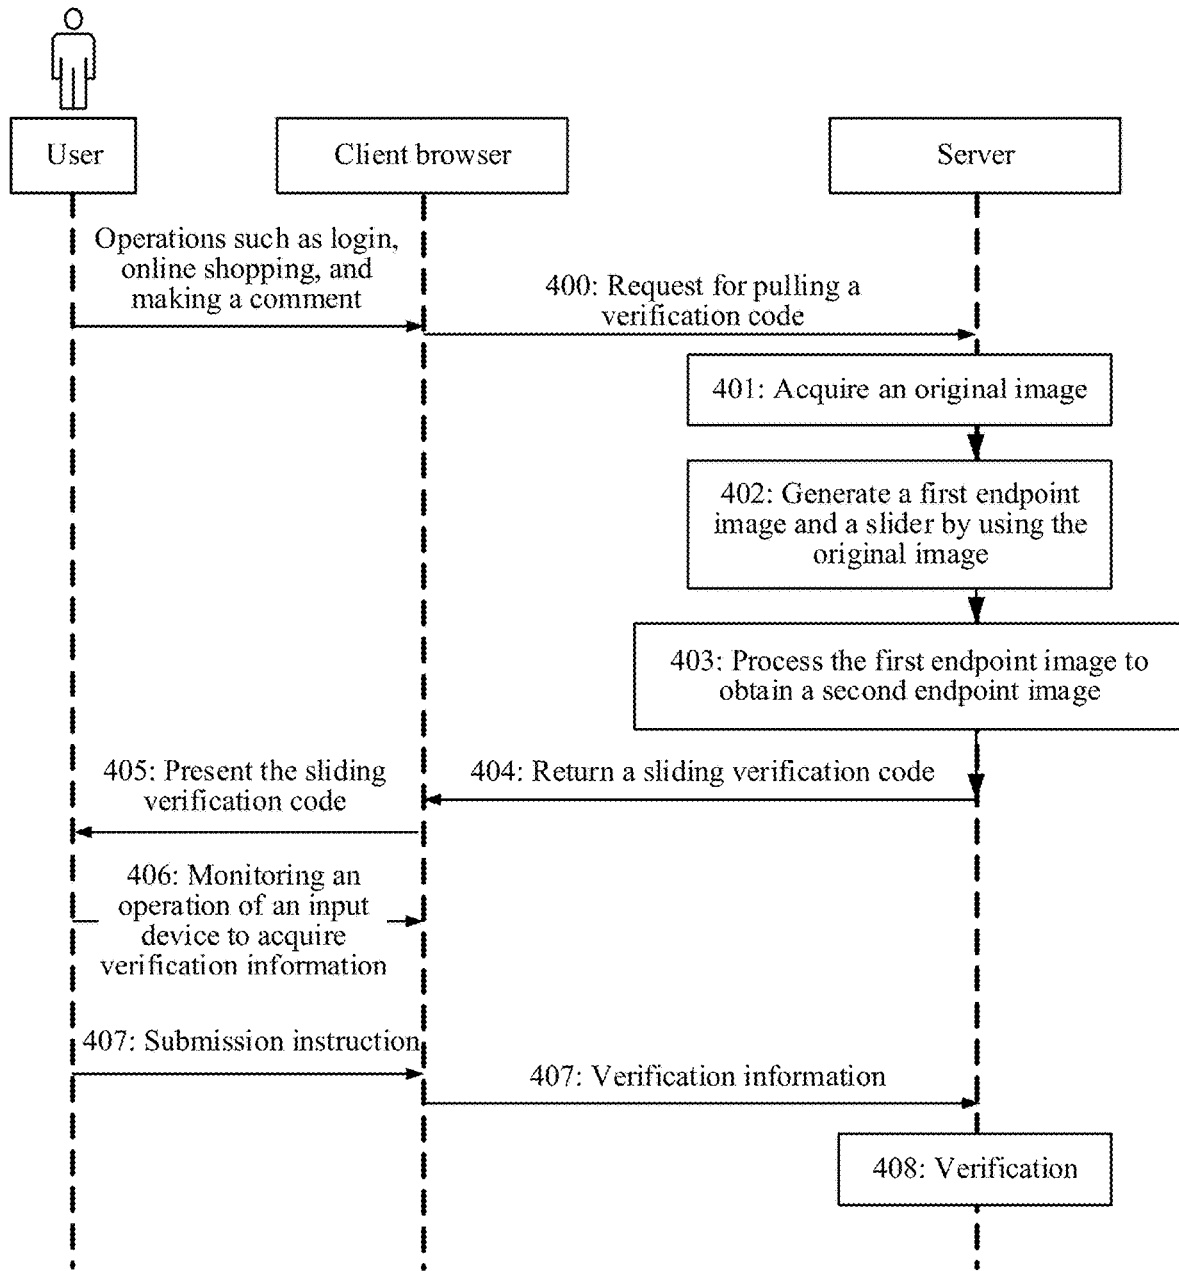 User
Client browser
Server
Operations such as login,
online shopping, and
making a comment
400: Request for pulling a
verification code
401: Acquire an original image
402: Generate a first endpoint
image and a slider by using the
original image
403: Process the first endpoint image to
obtain a second endpoint image
404: Return a sliding verification code
405: Present the sliding
verification code
406: Monitoring an
operation of an input
device to acquire
verification information
407: Submission instruction
407: Verification information
408: Verification